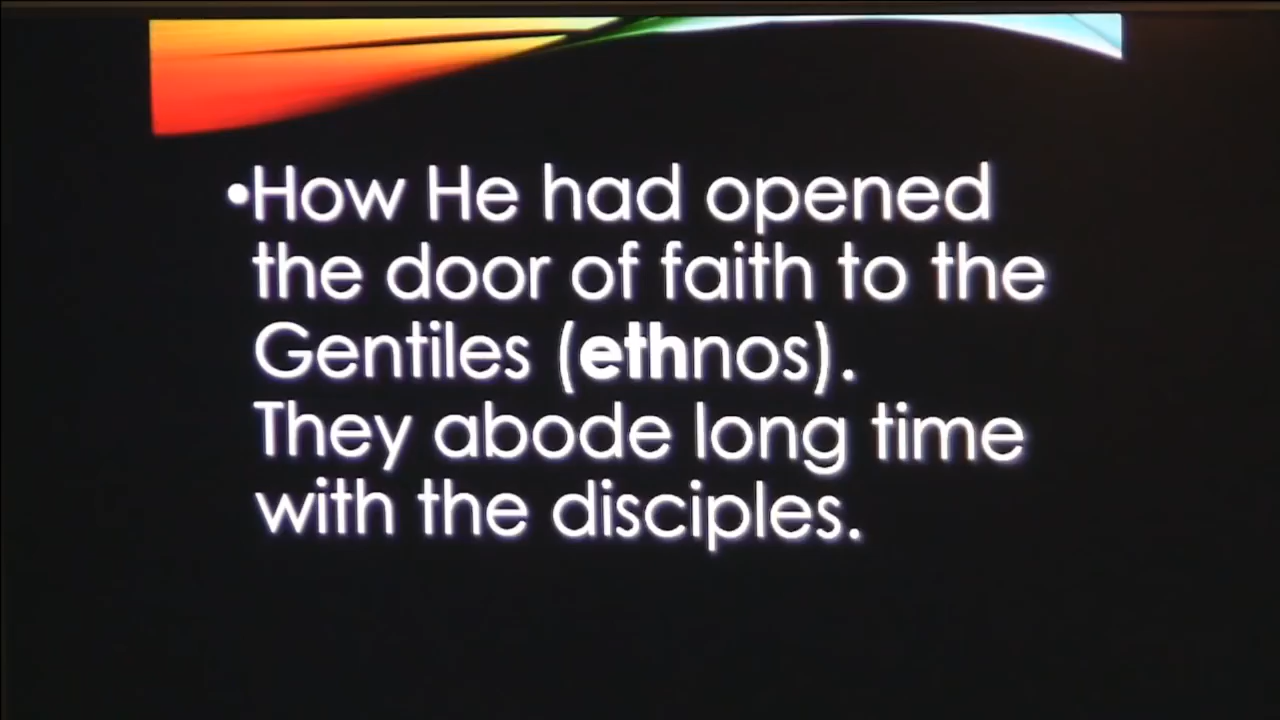 •How He had opened
the door of faith to the
Gentiles (ethnos).
They abode long time
with the disciples.